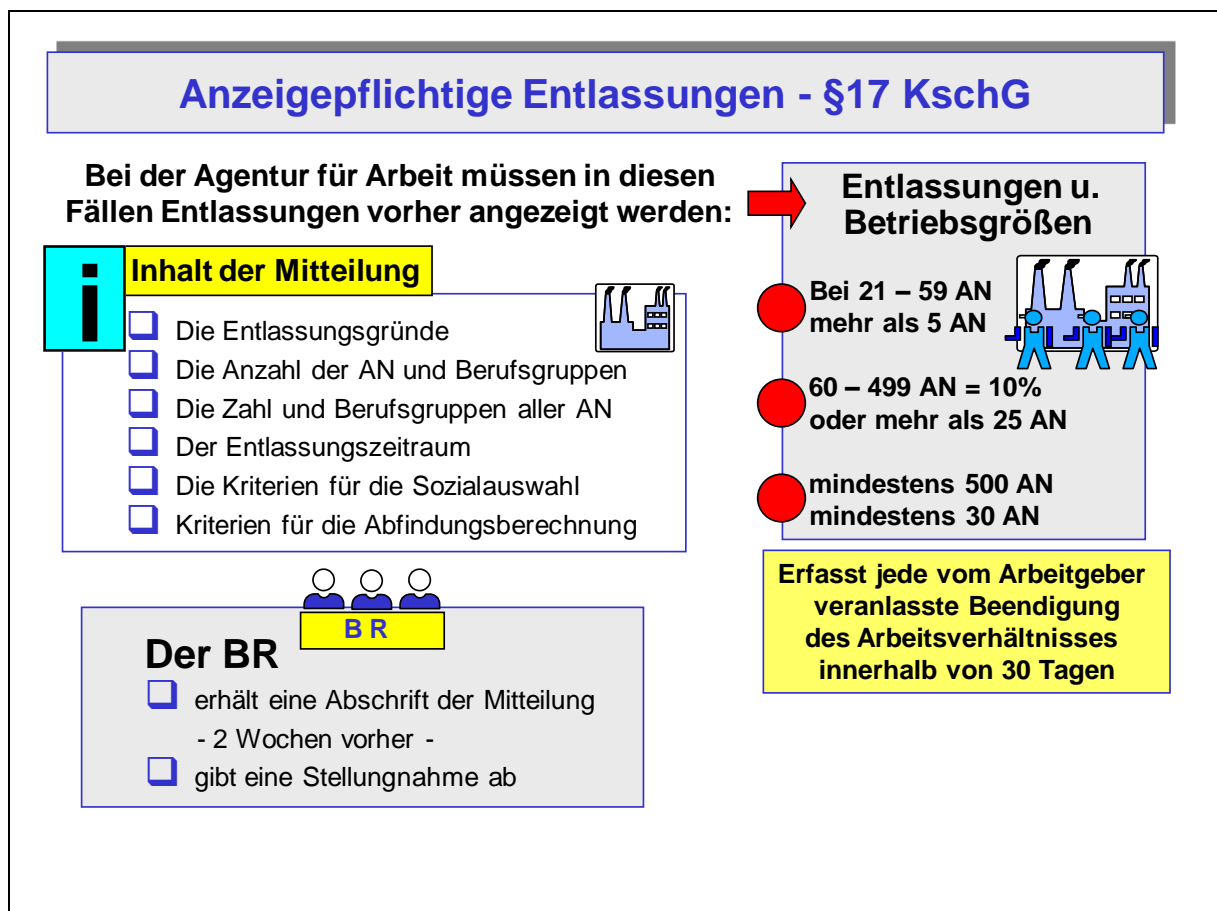 Anzeigepflichtige Entlassungen - §17 KschG
Bei der Agentur für Arbeit müssen in diesen
Fällen Entlassungen vorher angezeigt werden:
i
Inhalt der Mitteilung
Die Entlassungsgründe
Die Anzahl der AN und Berufsgruppen
Die Zahl und Berufsgruppen aller AN
Der Entlassungszeitraum
Die Kriterien für die Sozialauswahl
Kriterien für die Abfindungsberechnung
Entlassungen u.
Betriebsgrößen
Bei 21 – 59 AN
mehr als 5 AN
60 – 499 AN = 10%
oder mehr als 25 AN
mindestens 500 AN
mindestens 30 AN
Erfasst jede vom Arbeitgeber
veranlasste Beendigung
des Arbeitsverhältnisses
innerhalb von 30 Tagen
B R
Der BR
erhält eine Abschrift der Mitteilung
- 2 Wochen vorher -
gibt eine Stellungnahme ab